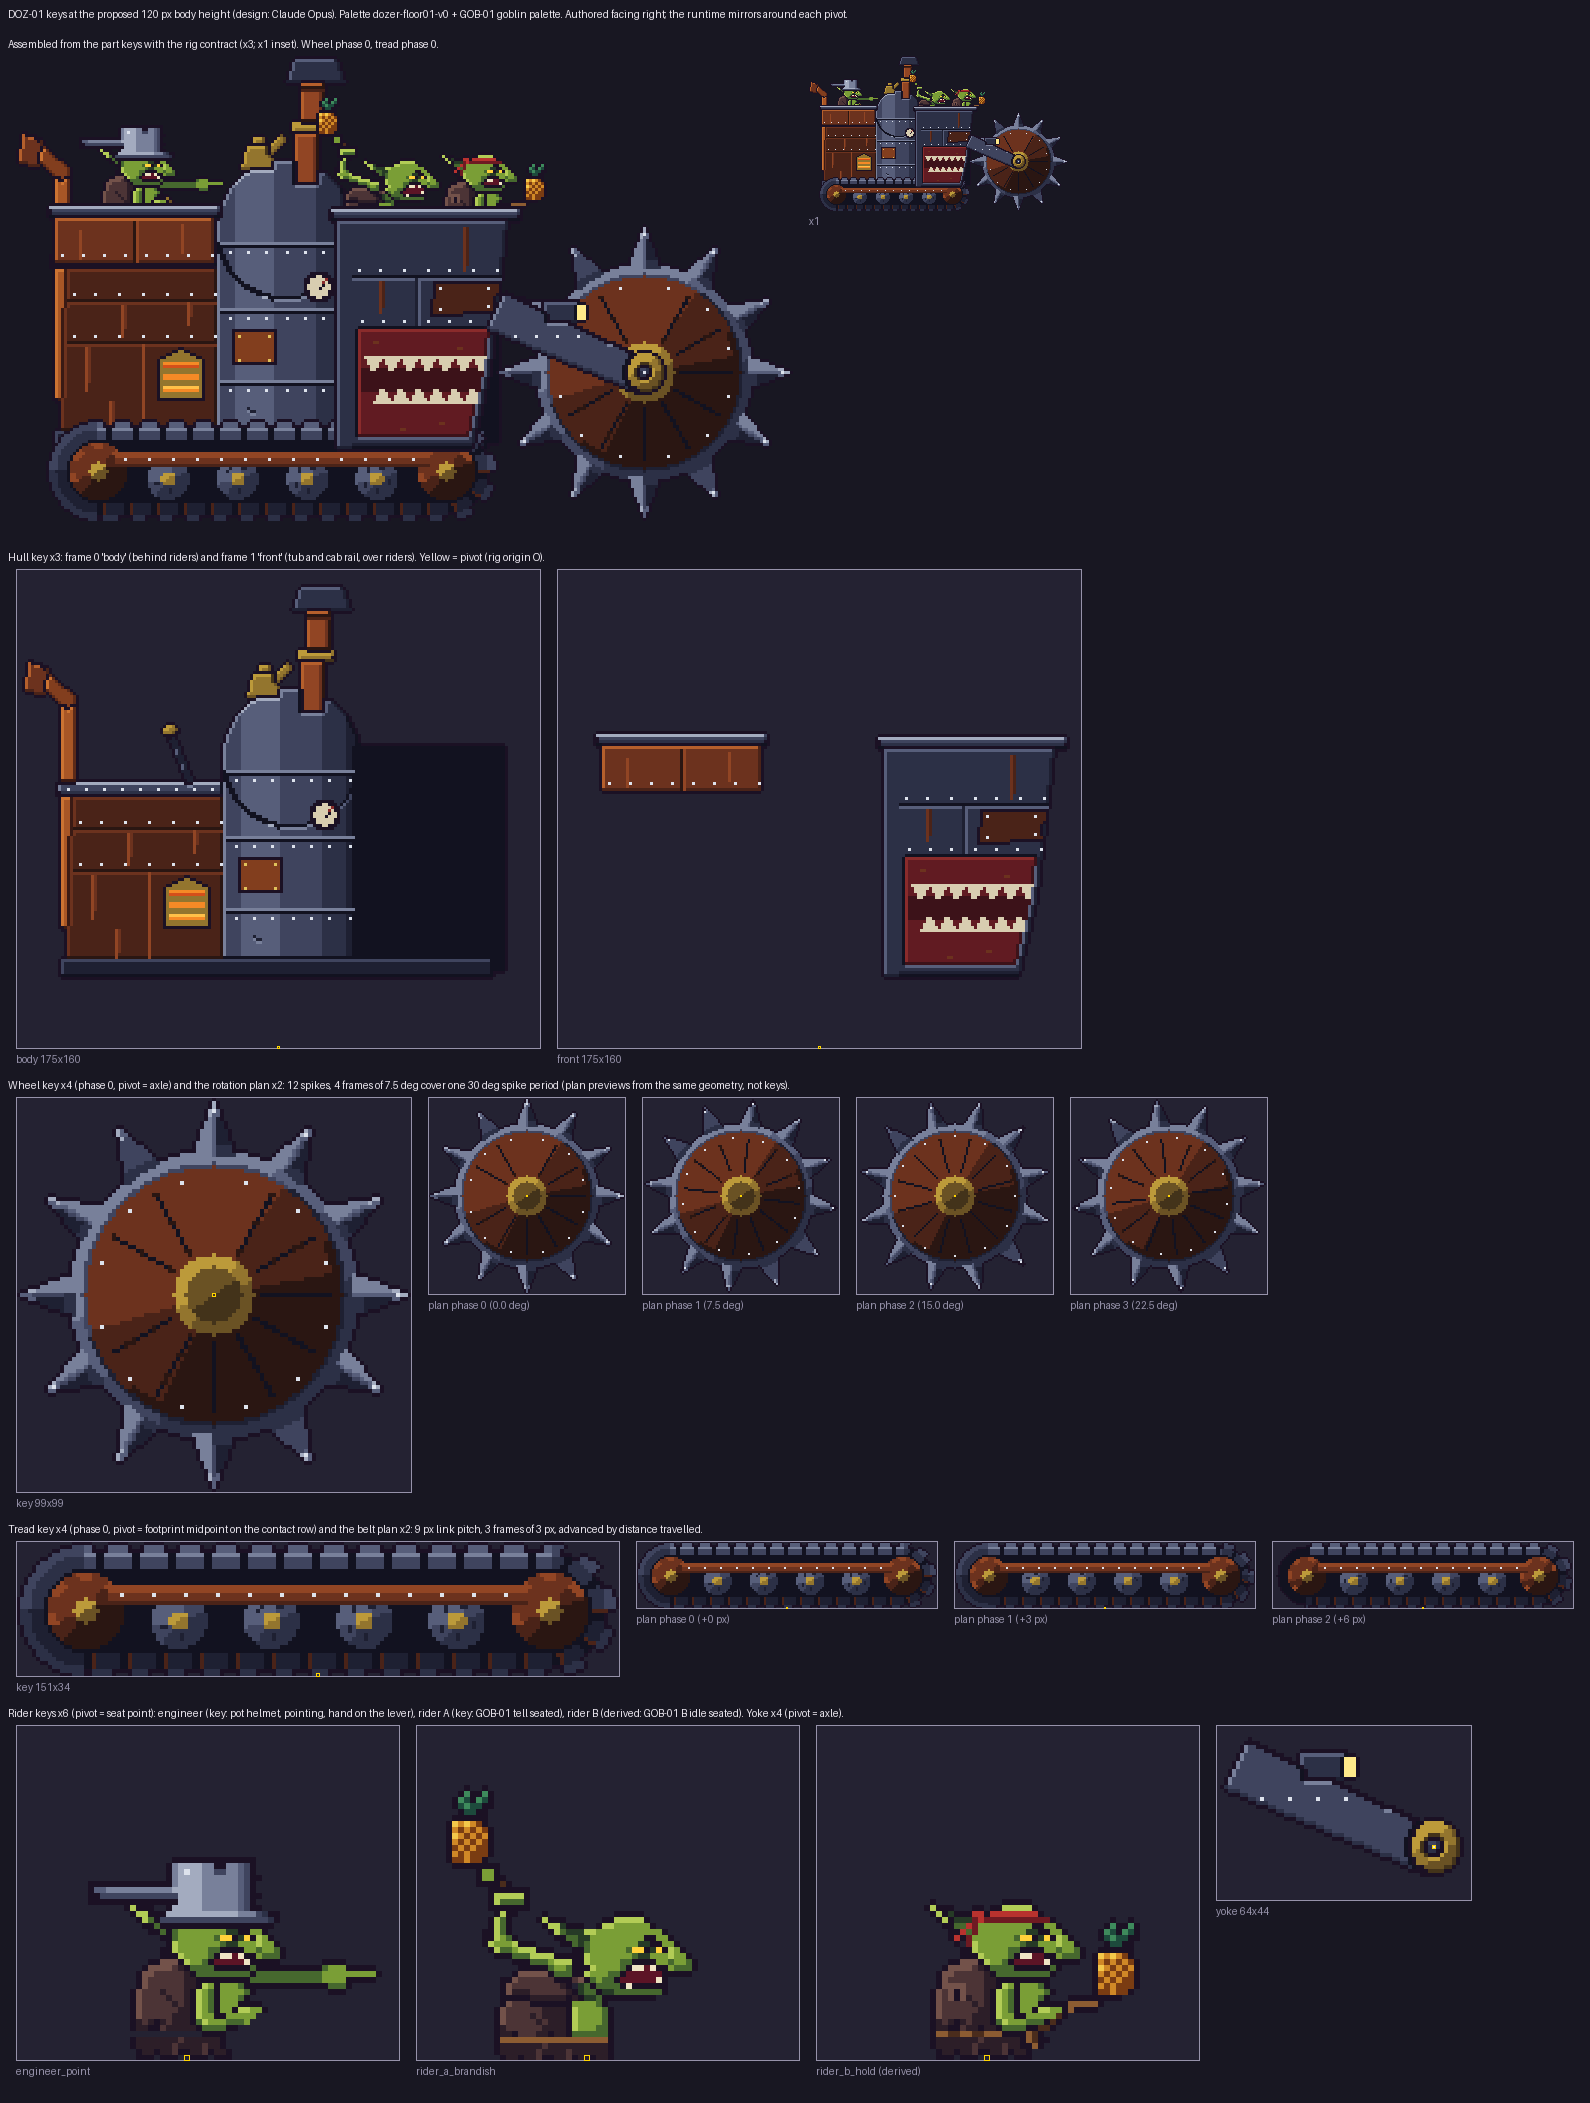 DOZ-01 keys at the proposed 120 px body height (design: Claude Opus). Palette dozer-floor01-v0 + GOB-01 goblin palette. Authored facing right; the runtime mirrors around each pivot.
Assembled from the part keys with the rig contract (x3; x1 inset). Wheel phase 0, tread phase 0.
x1
Hull key x3: frame 0 'body' (behind riders) and frame 1 'front' (tub and cab rail, over riders). Yellow = pivot (rig origin O).
body 175x160
front 175x160
Wheel key x4 (phase 0, pivot = axle) and the rotation plan x2: 12 spikes, 4 frames of 7.5 deg cover one 30 deg spike period (plan previews from the same geometry, not keys).
plan phase 0 (0.0 deg)
plan phase 1 (7.5 deg)
plan phase 2 (15.0 deg)
plan phase 3 (22.5 deg)
key 99x99
Tread key x4 (phase 0, pivot = footprint midpoint on the contact row) and the belt plan x2: 9 px link pitch, 3 frames of 3 px, advanced by distance travelled.
plan phase 0 (+0 px)
plan phase 1 (+3 px)
plan phase 2 (+6 px)
key 151x34
Rider keys x6 (pivot = seat point): engineer (key: pot helmet, pointing, hand on the lever), rider A (key: GOB-01 tell seated), rider B (derived: GOB-01 B idle seated). Yoke x4 (pivot = axle).
yoke 64x44
engineer_point
rider_a_brandish
rider_b_hold (derived)